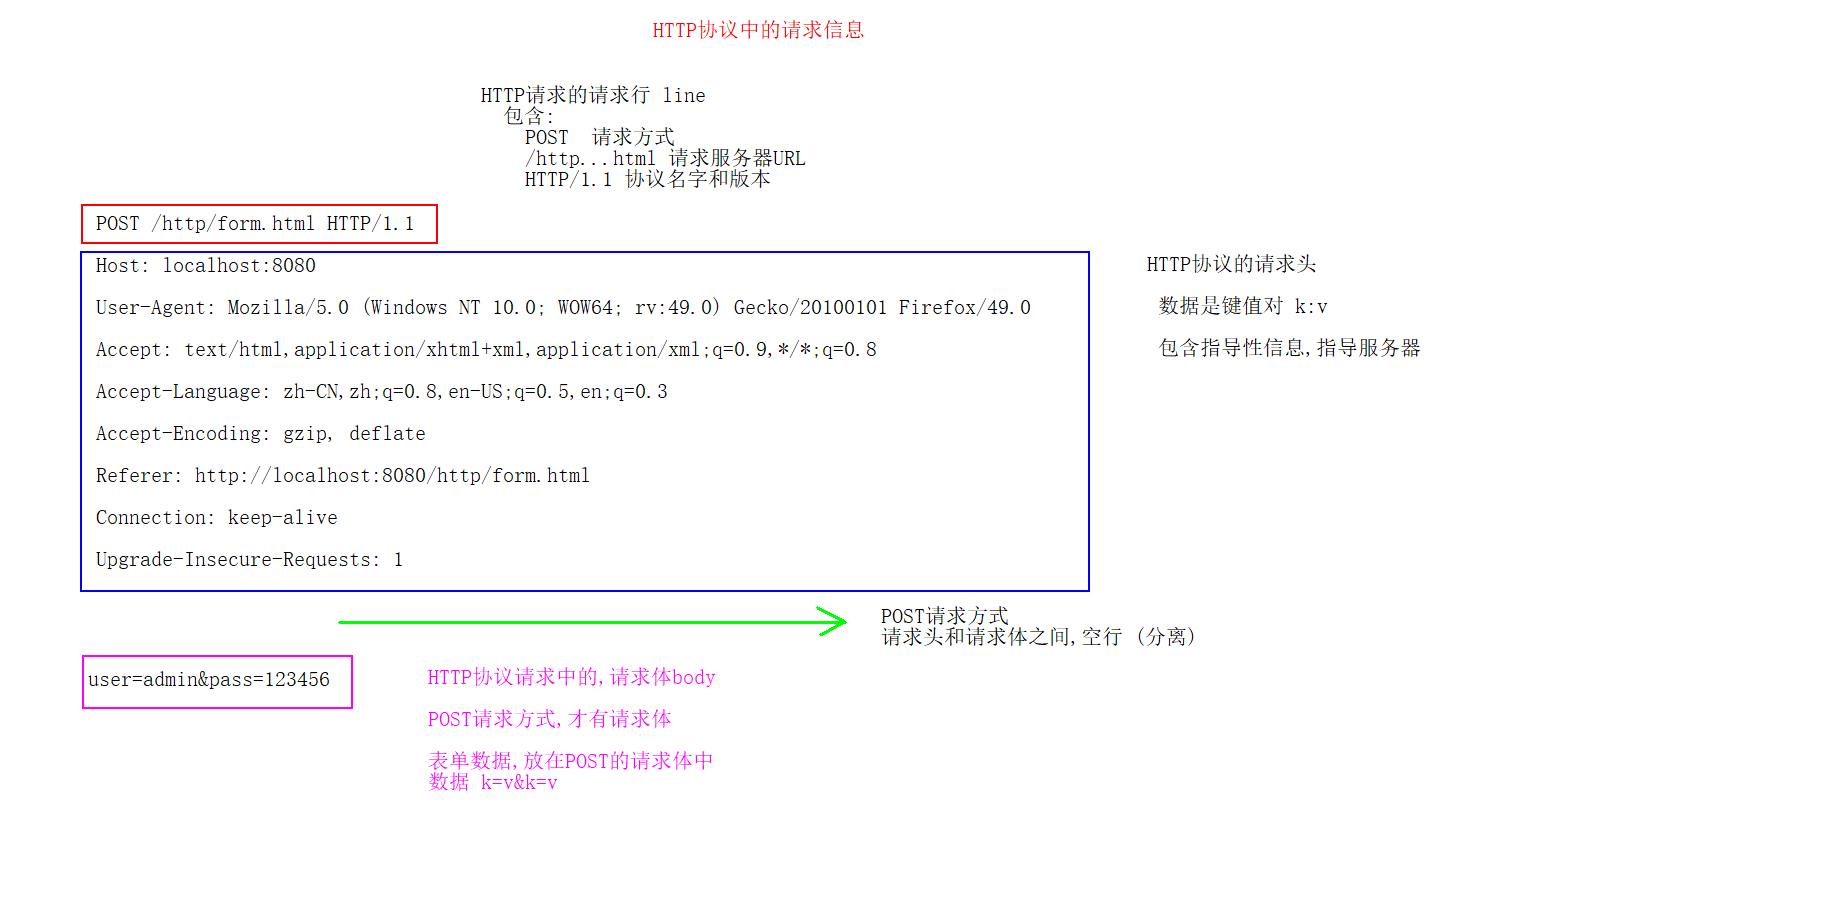 HTTP协议中的请求信息
HTTP请求的请求行 line
包含:
POST 请求方式
/http...html 请求服务器URL
HTTP/1.1 协议名字和版本
POST /http/form.html HTTP/1.1
Host: localhost:8080
User-Agent: Mozilla/5.0 (Windows NT 10.0; WOW64; rv:49.0) Gecko/20100101 Firefox/49.0
Accept: text/html,application/xhtml+xml,application/xml;q=0.9,*/*;q=0.8
Accept-Language: zh-CN,zh;q=0.8,en-US;q=0.5,en;q=0.3
Accept-Encoding: gzip, deflate
Referer: http://localhost:8080/http/form.html
Connection: keep-alive
Upgrade-Insecure-Requests: 1
HTTP协议的请求头
数据是键值对 k:v
包含指导性信息,指导服务器
POST请求方式
请求头和请求体之间,空行 (分离)
user=admin&pass=123456
HTTP协议请求中的,请求体body
POST请求方式,才有请求体
表单数据,放在POST的请求体中
数据 k=v&k=v